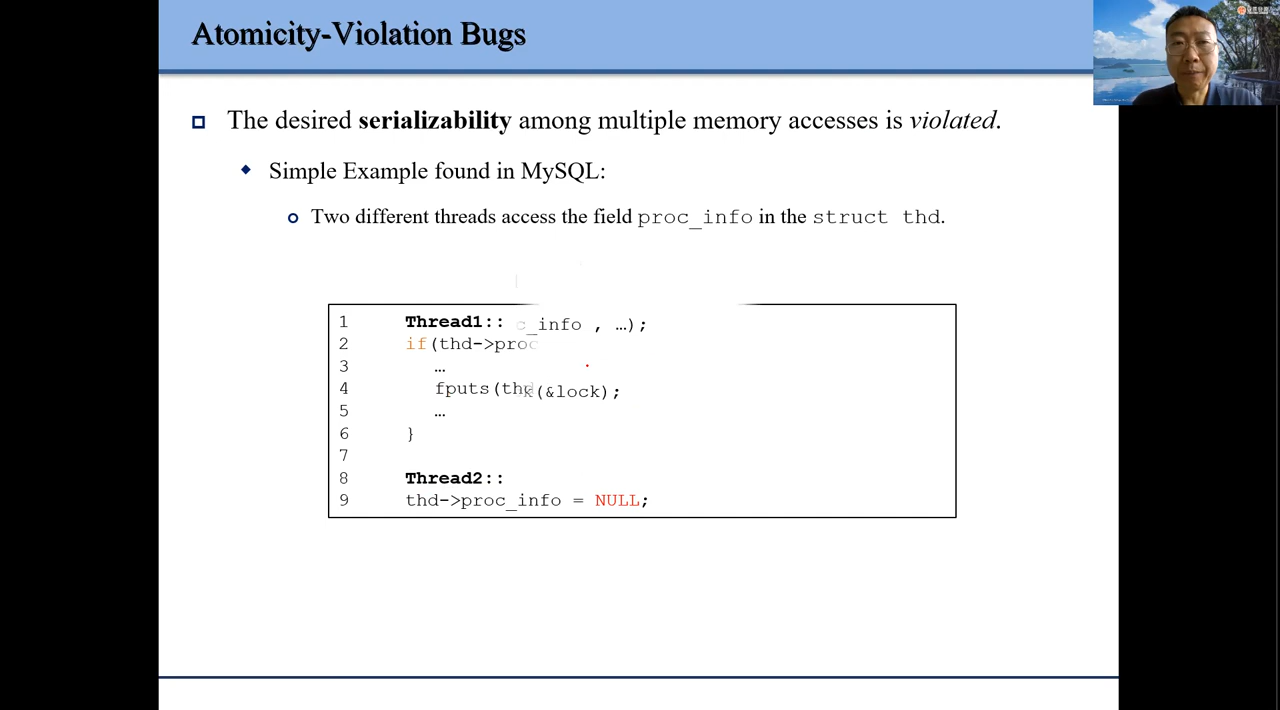 Atomicity-Violation Bugs
The desired serializability among multiple memory accesses is violated.
Simple Example found in MySQL:
Two different threads access the field proc_info in the struct thd.
1 Thread1:: c_info , …);
2 if(thd->proc
3 …
4 fputs(thd k(&lock);
5 …
6 }
7
8 Thread2::
9 thd->proc_info = NULL;